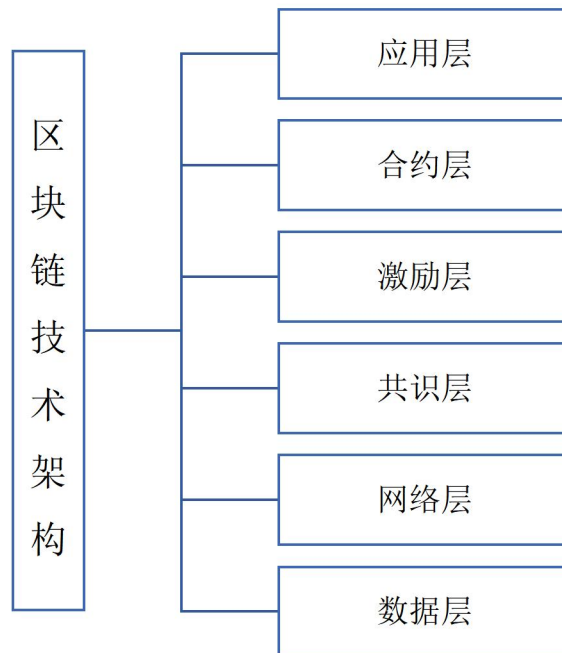 区块链技术架构
应用层
合约层
激励层
共识层
网络层
数据层